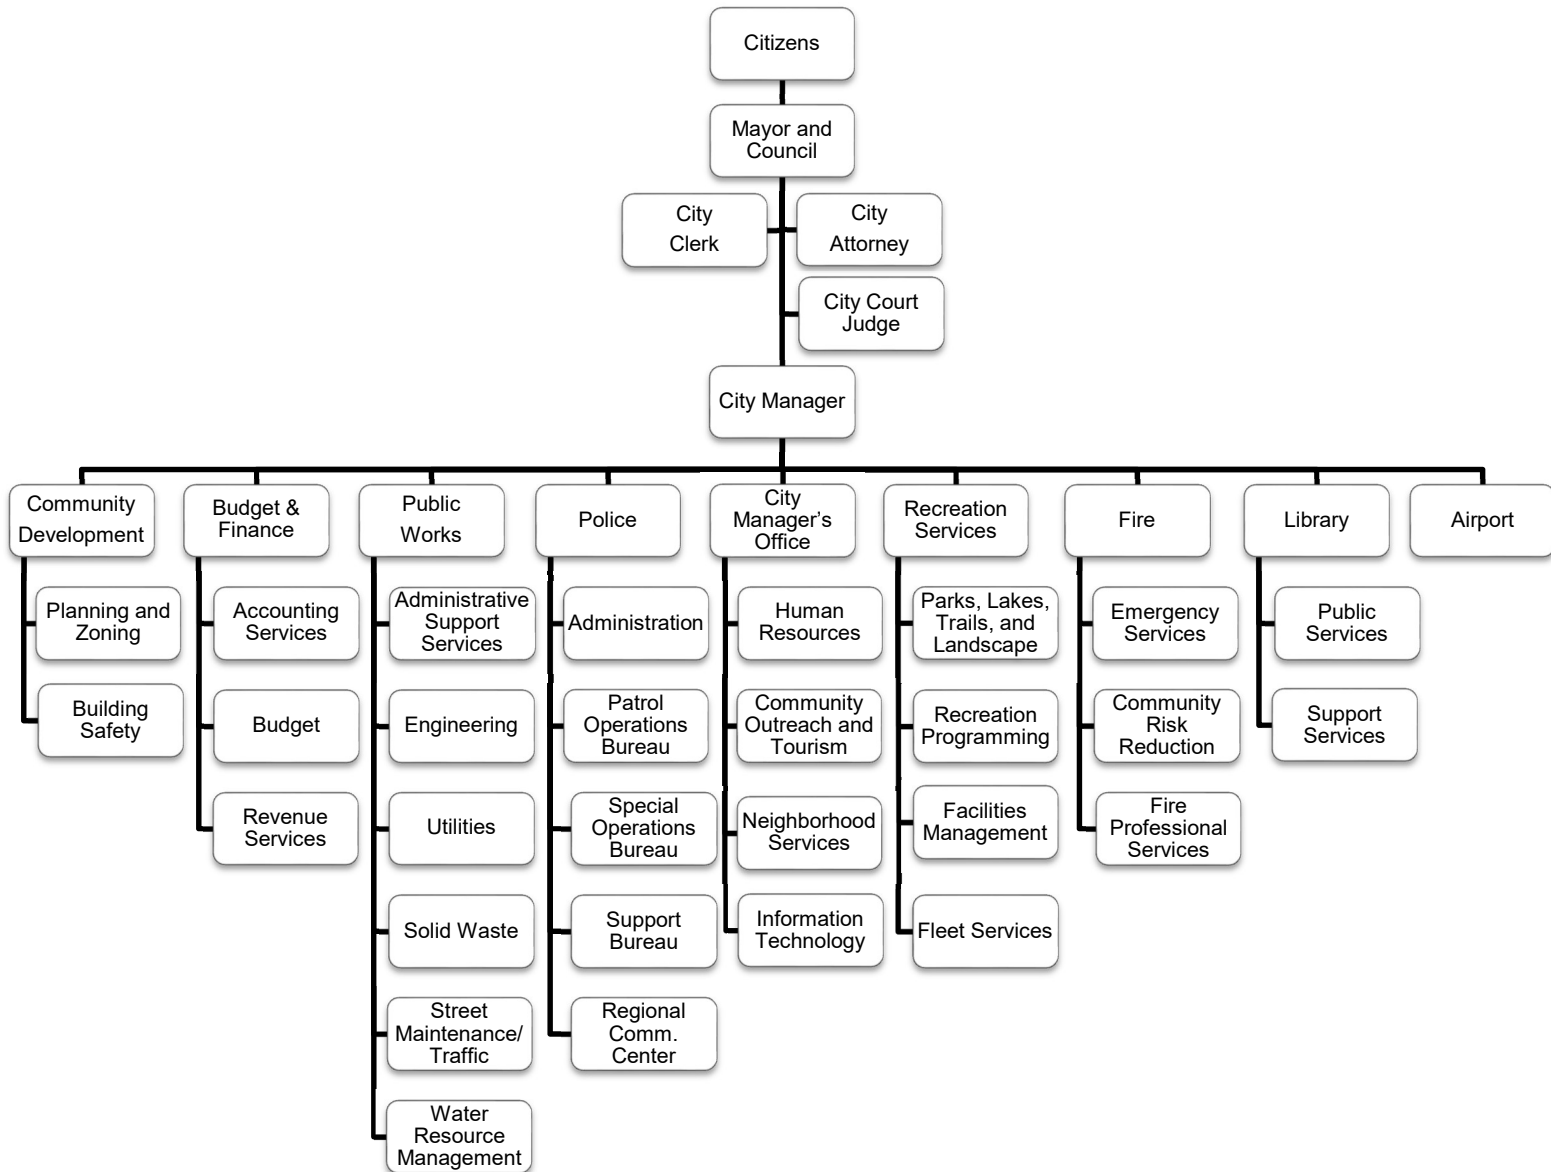 Citizens
Mayor and
Council
City
Clerk
City
Attorney
City Court
Judge
City Manager
Community
Development
Budget &
Finance
Public
Works
Police
City
Manager’s
Office
Recreation
Services
Fire
Library
Airport
Planning and
Zoning
Building
Safety
Accounting
Services
Budget
Revenue
Services
Administrative
Support
Services
Engineering
Utilities
Solid Waste
Street
Maintenance/
Traffic
Water
Resource
Management
Administration
Patrol
Operations
Bureau
Special
Operations
Bureau
Support
Bureau
Regional
Comm.
Center
Human
Resources
Community
Outreach and
Tourism
Neighborhood
Services
Information
Technology
Parks, Lakes,
Trails, and
Landscape
Recreation
Programming
Facilities
Management
Fleet Services
Emergency
Services
Community
Risk
Reduction
Fire
Professional
Services
Public
Services
Support
Services